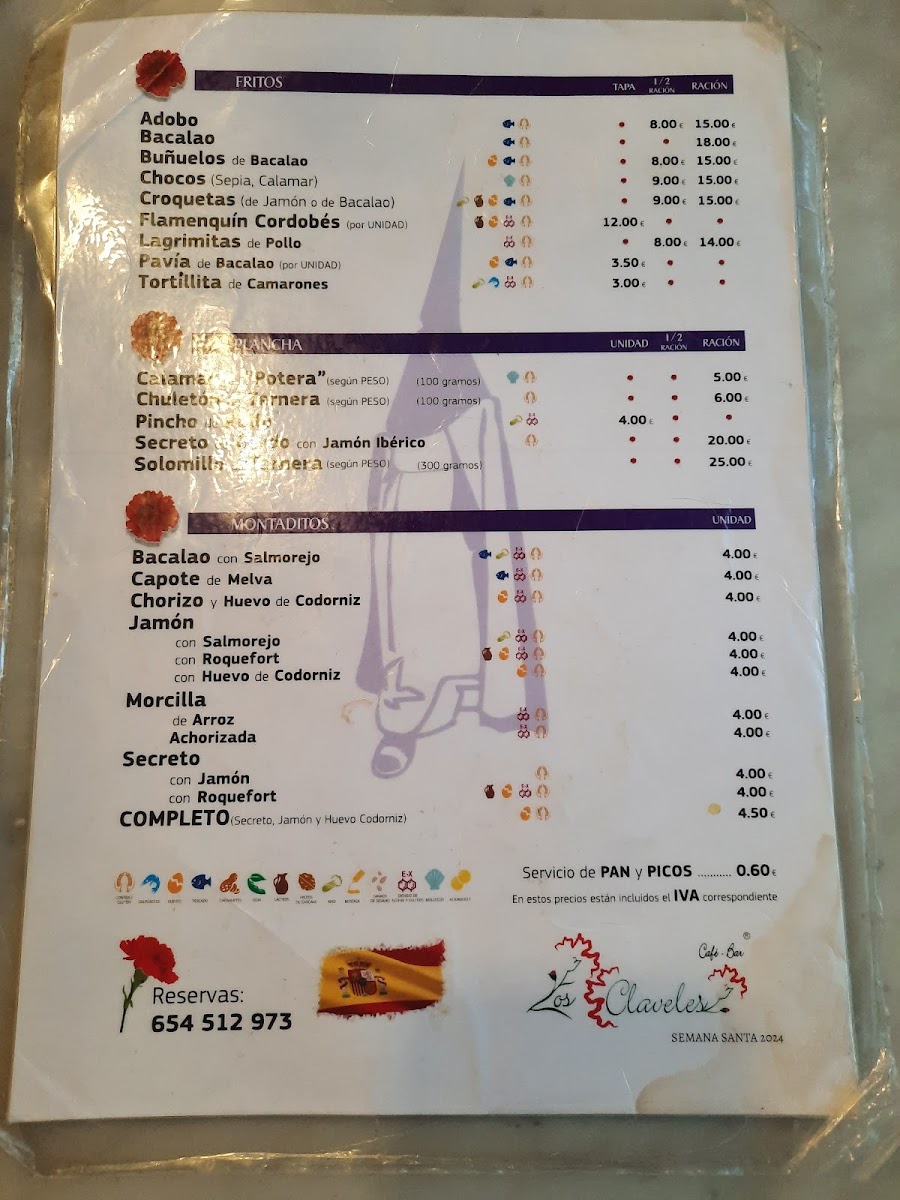 FRITOS TAPA 1/2 RACIÓN RACIÓN
Adobo • 8.00 € 15.00 €
Bacalao • • 18.00 €
Buñuelos de Bacalao • 8.00 € 15.00 €
Chocos (Sepia, Calamar) • 9.00 € 15.00 €
Croquetas (de Jamón o de Bacalao) • 9.00 € 15.00 €
Flamenquín Cordobés (por UNIDAD) 12.00 € • •
Lagrimitas de Pollo • 8.00 € 14.00 €
Pavía de Bacalao (por UNIDAD) 3.50 € • •
Tortillita de Camarones 3.00 € • •
PLANCHA UNIDAD 1/2 RACIÓN RACIÓN
"Potera" (según PESO) (100 gramos) • • 5.00 €
Chuletón Ternera (según PESO) (100 gramos) • • 6.00 €
Pincho 4.00 € • •
Secreto con Jamón Ibérico • • 20.00 €
Solomillo Ternera (según PESO) (300 gramos) • • 25.00 €
MONTADITOS UNIDAD
Bacalao con Salmorejo 4.00 €
Capote de Melva 4.00 €
Chorizo y Huevo de Codorniz 4.00 €
Jamón
con Salmorejo 4.00 €
con Roquefort 4.00 €
con Huevo de Codorniz 4.00 €
Morcilla
de Arroz 4.00 €
Achorizada 4.00 €
Secreto
con Jamón 4.00 €
con Roquefort 4.00 €
COMPLETO (Secreto, Jamón y Huevo Codorniz) 4.50 €
E-X
Servicio de PAN y PICOS ........... 0.60 €
En estos precios están incluidos el IVA correspondiente
Reservas:
654 512 973
Café - Bar ®
Los Claveles
SEMANA SANTA 2024